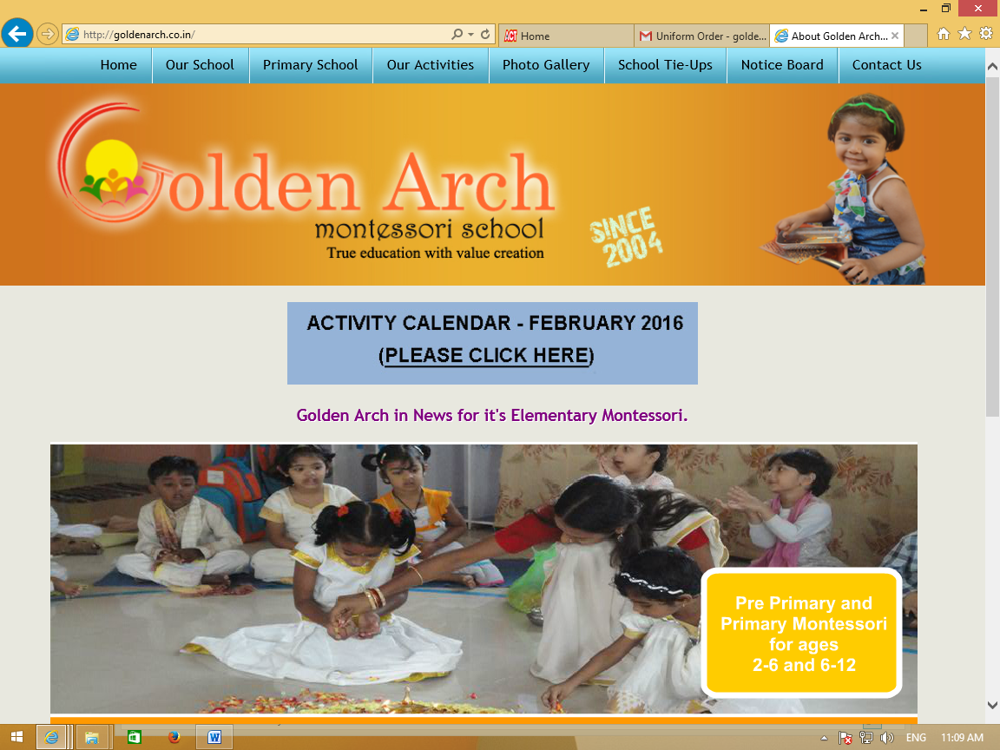 http://goldenarch.co.in/
ACT Home
Uniform Order - golde...
About Golden Arch...
Home
Our School
Primary School
Our Activities
Photo Gallery
School Tie-Ups
Notice Board
Contact Us
Golden Arch
montessori school
True education with value creation
SINCE
2004
ACTIVITY CALENDAR - FEBRUARY 2016
(PLEASE CLICK HERE)
Golden Arch in News for it's Elementary Montessori.
Pre Primary and
Primary Montessori
for ages
2-6 and 6-12
ENG
11:09 AM